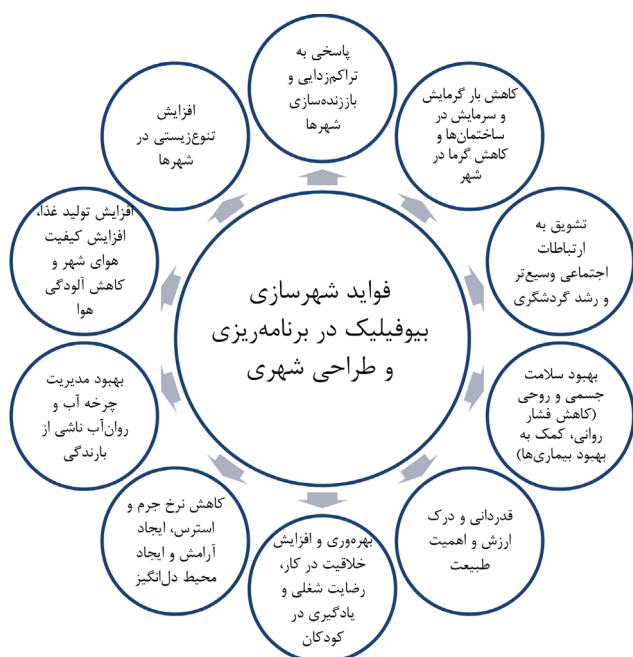 فواید شهرسازی
بیوفیلیک در برنامه‌ریزی
و طراحی شهری
پاسخی به
تراکم‌زدایی و
باززنده‌سازی
شهرها
کاهش بار گرمایش
و سرمایش در
ساختمان‌ها و
کاهش گرما در
شهر
تشویق به
ارتباطات
اجتماعی وسیع‌تر
و رشد گردشگری
بهبود سلامت
جسمی و روحی
(کاهش فشار
روانی، کمک به
بهبود بیماری‌ها)
قدردانی و درک
ارزش و اهمیت
طبیعت
بهره‌وری و افزایش
خلاقیت در کار،
رضایت شغلی و
یادگیری در
کودکان
کاهش نرخ جرم و
استرس، ایجاد
آرامش و ایجاد
محیط دل‌انگیز
بهبود مدیریت
چرخه آب و
روان‌آب ناشی از
بارندگی
افزایش تولید غذا،
افزایش کیفیت
هوای شهر و
کاهش آلودگی
هوا
افزایش
تنوع‌زیستی در
شهرها